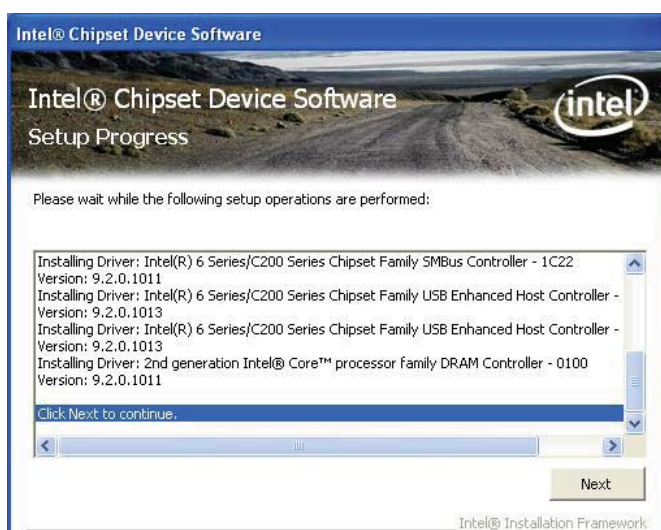 Intel® Chipset Device Software
Intel® Chipset Device Software
intel
Setup Progress
Please wait while the following setup operations are performed:
Installing Driver: Intel(R) 6 Series/C200 Series Chipset Family SMBus Controller - 1C22
Version: 9.2.0.1011
Installing Driver: Intel(R) 6 Series/C200 Series Chipset Family USB Enhanced Host Controller -
Version: 9.2.0.1013
Installing Driver: Intel(R) 6 Series/C200 Series Chipset Family USB Enhanced Host Controller -
Version: 9.2.0.1013
Installing Driver: 2nd generation Intel® Core™ processor family DRAM Controller - 0100
Version: 9.2.0.1011
Click Next to continue.
Next
Intel® Installation Framework